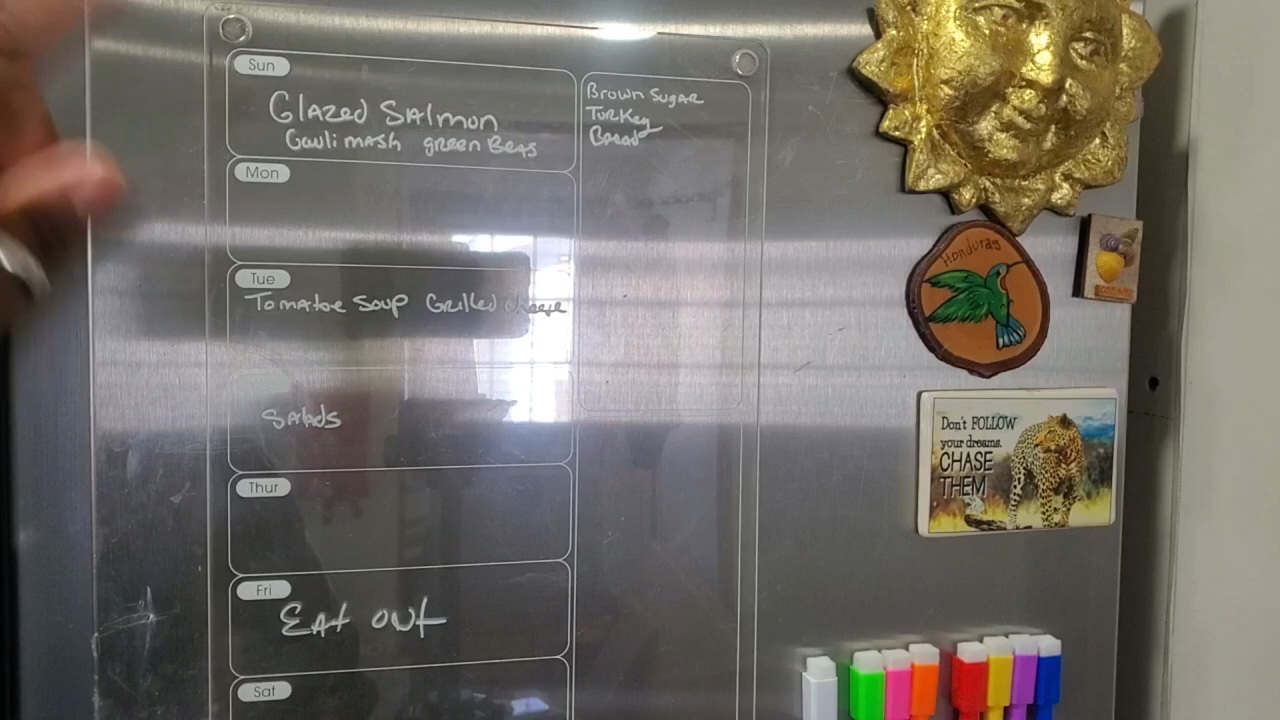 Sun
Glazed Salmon
Cauli mash green Beas
Brown Sugar
Turkey
Bread
Mon
Tue
Tomatoe Soup Grilled cheese
Salads
Thur
Fri
Eat out
Sat
Honduras
Don't FOLLOW
your dreams.
CHASE
THEM